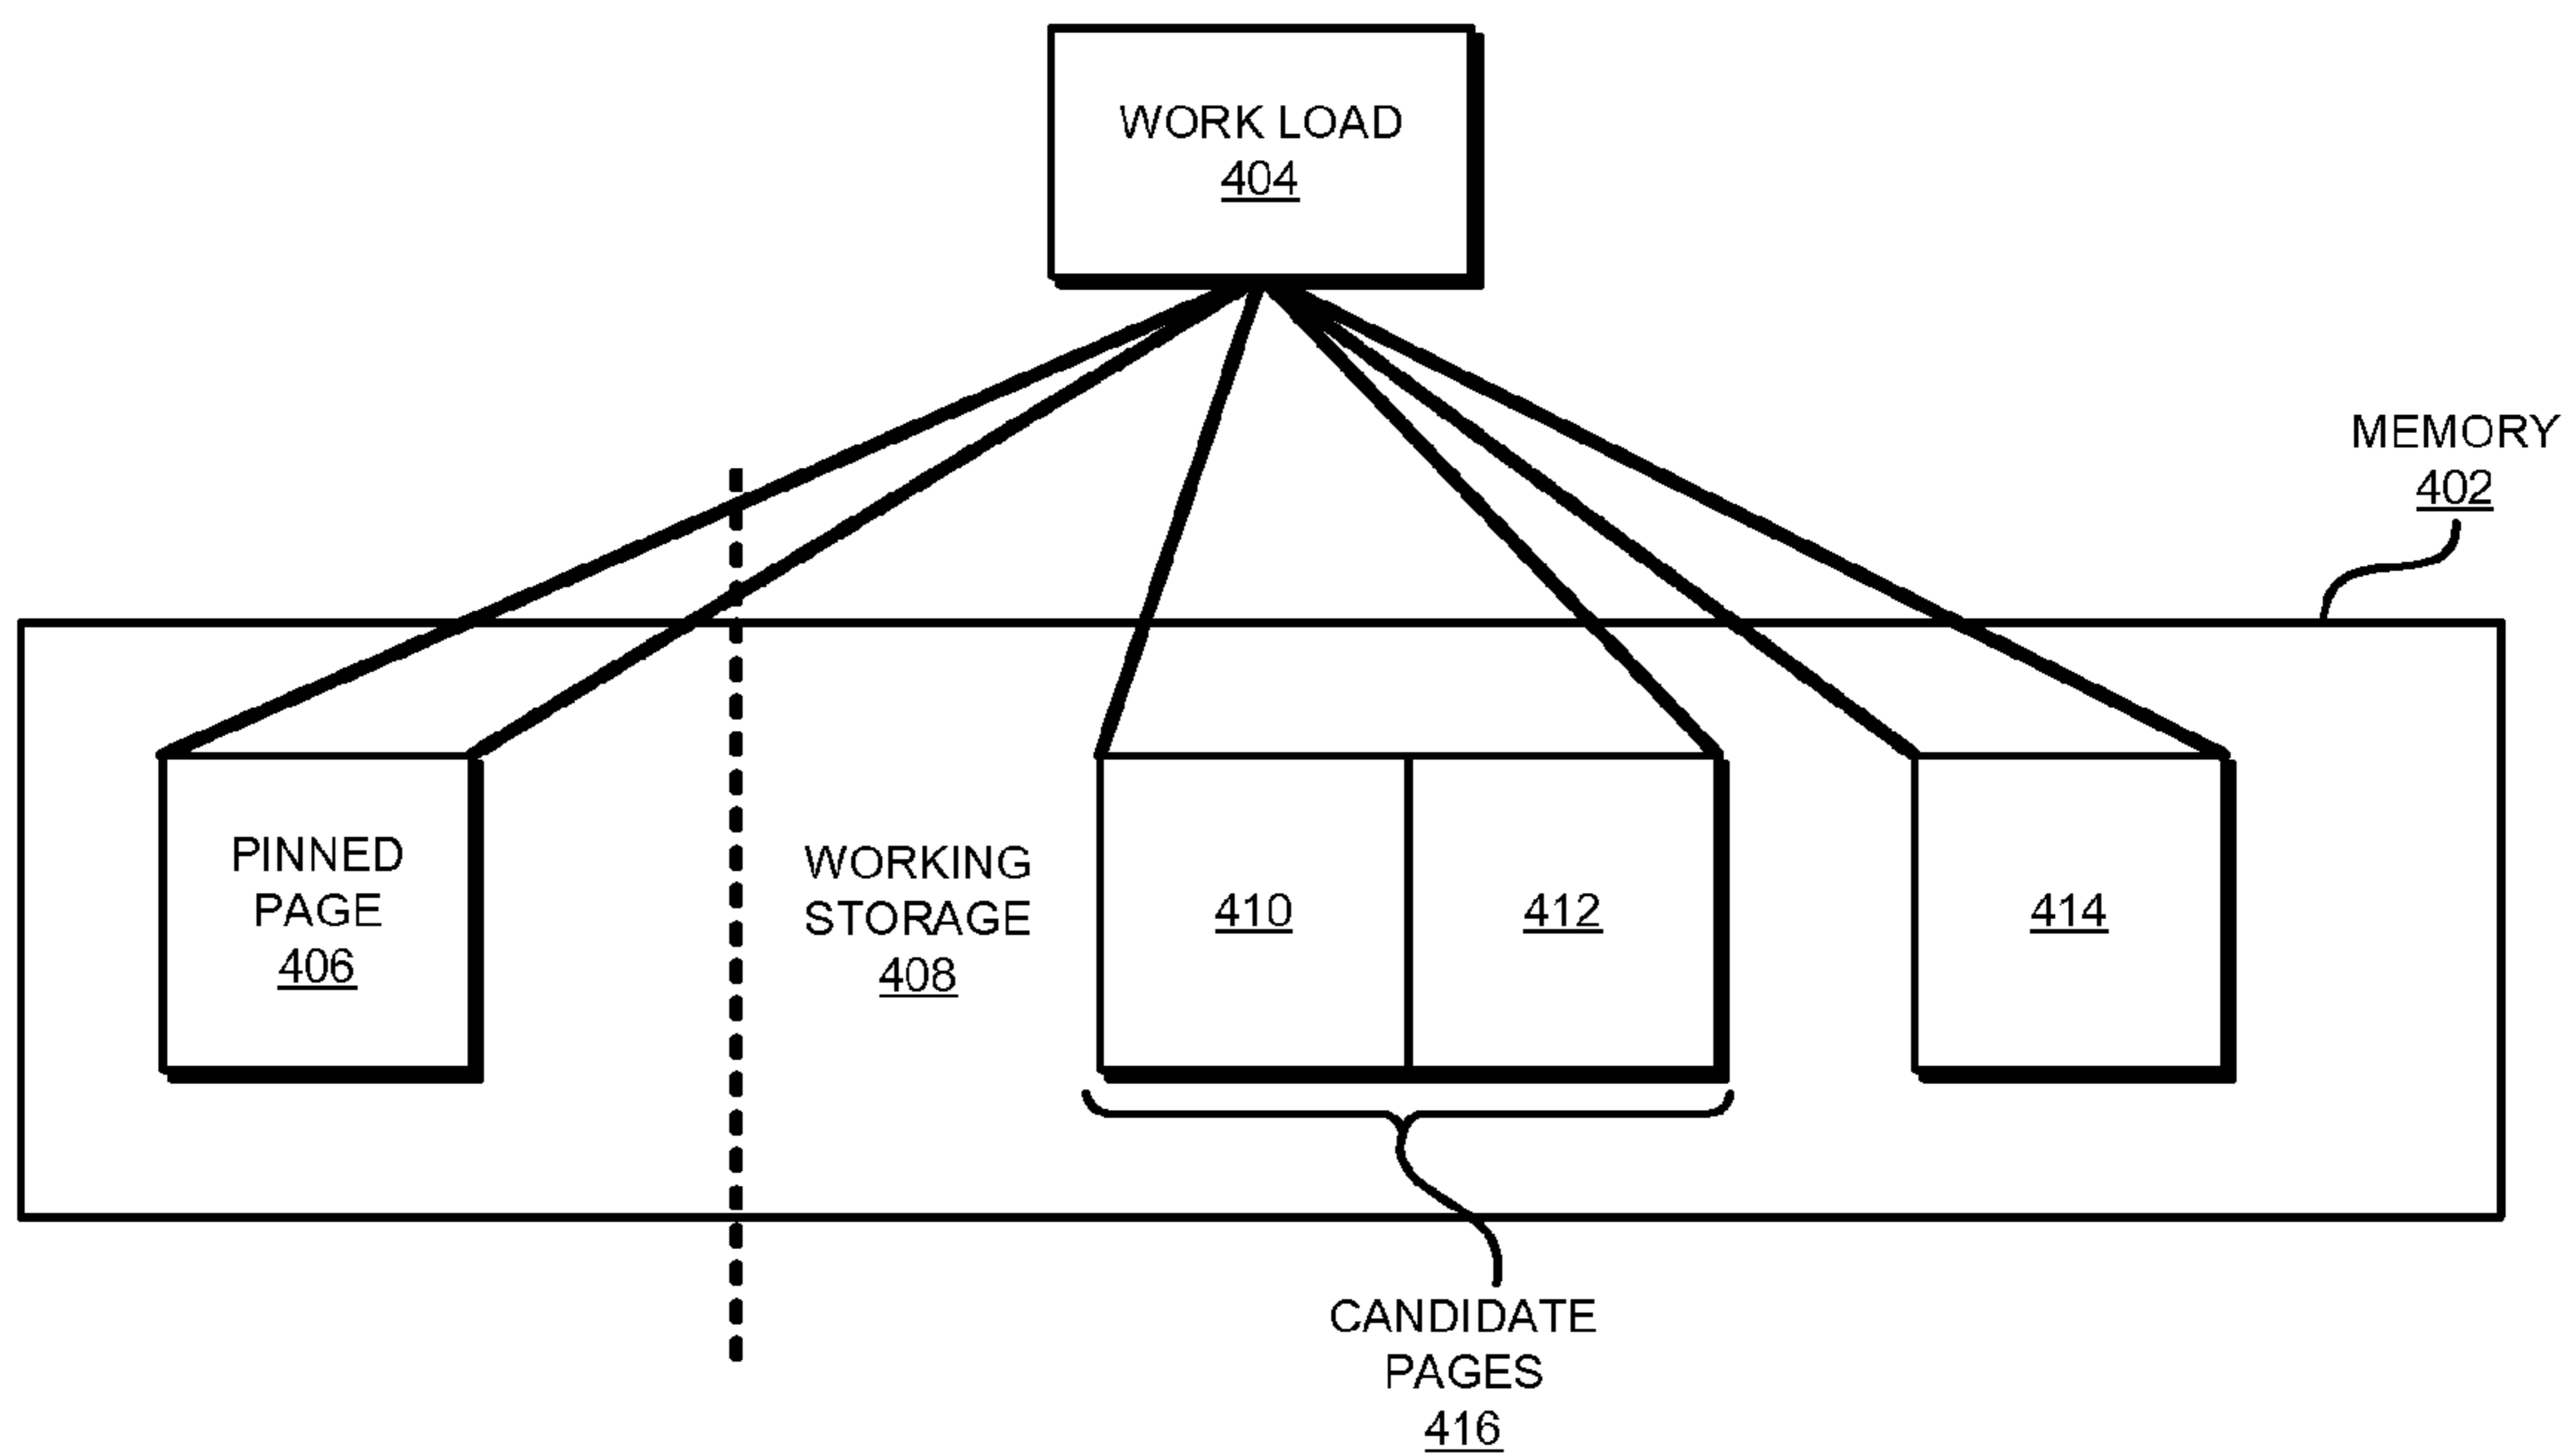 WORK LOAD
404
MEMORY
402
PINNED
PAGE
406
WORKING
STORAGE
408
410
412
414
CANDIDATE
PAGES
416